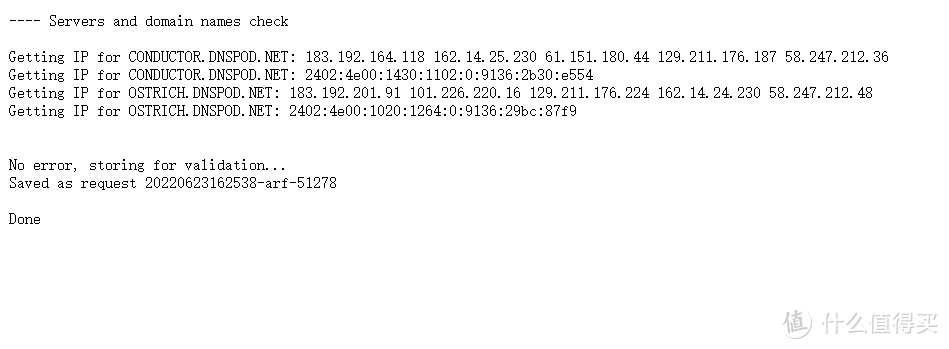 ---- Servers and domain names check
Getting IP for CONDUCTOR.DNSPOD.NET: 183.192.164.118 162.14.25.230 61.151.180.44 129.211.176.187 58.247.212.36
Getting IP for CONDUCTOR.DNSPOD.NET: 2402:4e00:1430:1102:0:9136:2b30:e554
Getting IP for OSTRICH.DNSPOD.NET: 183.192.201.91 101.226.220.16 129.211.176.224 162.14.24.230 58.247.212.48
Getting IP for OSTRICH.DNSPOD.NET: 2402:4e00:1020:1264:0:9136:29bc:87f9
No error, storing for validation...
Saved as request 20220623162538-arf-51278
Done
值 什么值得买